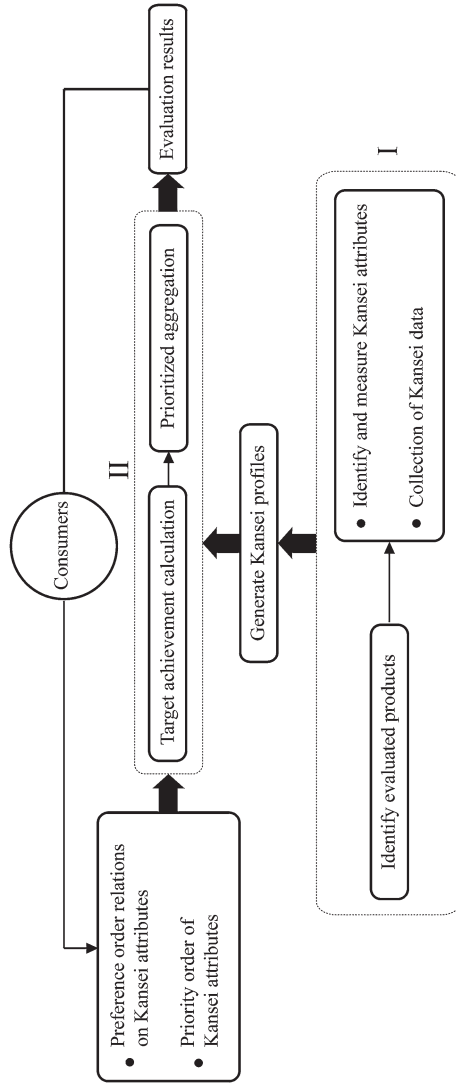 Consumers
Preference order relations
on Kansei attributes
Priority order of
Kansei attributes
II
Target achievement calculation
Prioritized aggregation
Evaluation results
Generate Kansei profiles
Identify evaluated products
Identify and measure Kansei attributes
Collection of Kansei data
I